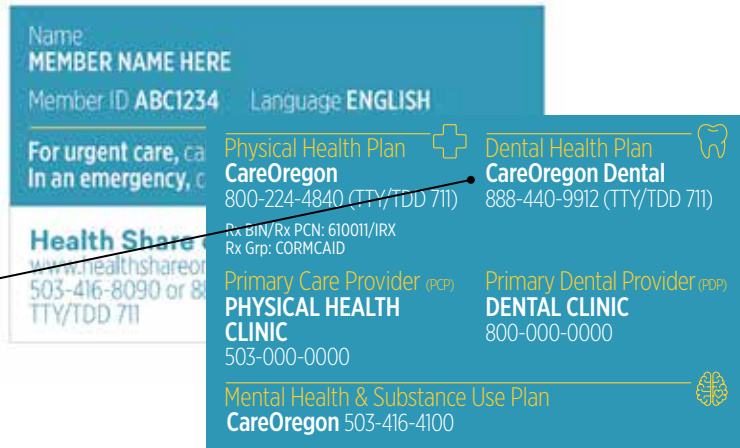 Name
MEMBER NAME HERE
Member ID ABC1234 Language ENGLISH
For urgent care, ca
In an emergency, c
Health Share
www.healthshareor
503-416-8090 or 8
TTY/TDD 711
Physical Health Plan
CareOregon
800-224-4840 (TTY/TDD 711)
Rx BIN/Rx PCN: 610011/IRX
Rx Grp: CORMCAID
Dental Health Plan
CareOregon Dental
888-440-9912 (TTY/TDD 711)
Primary Care Provider (PCP)
PHYSICAL HEALTH
CLINIC
503-000-0000
Primary Dental Provider (PDP)
DENTAL CLINIC
800-000-0000
Mental Health & Substance Use Plan
CareOregon 503-416-4100